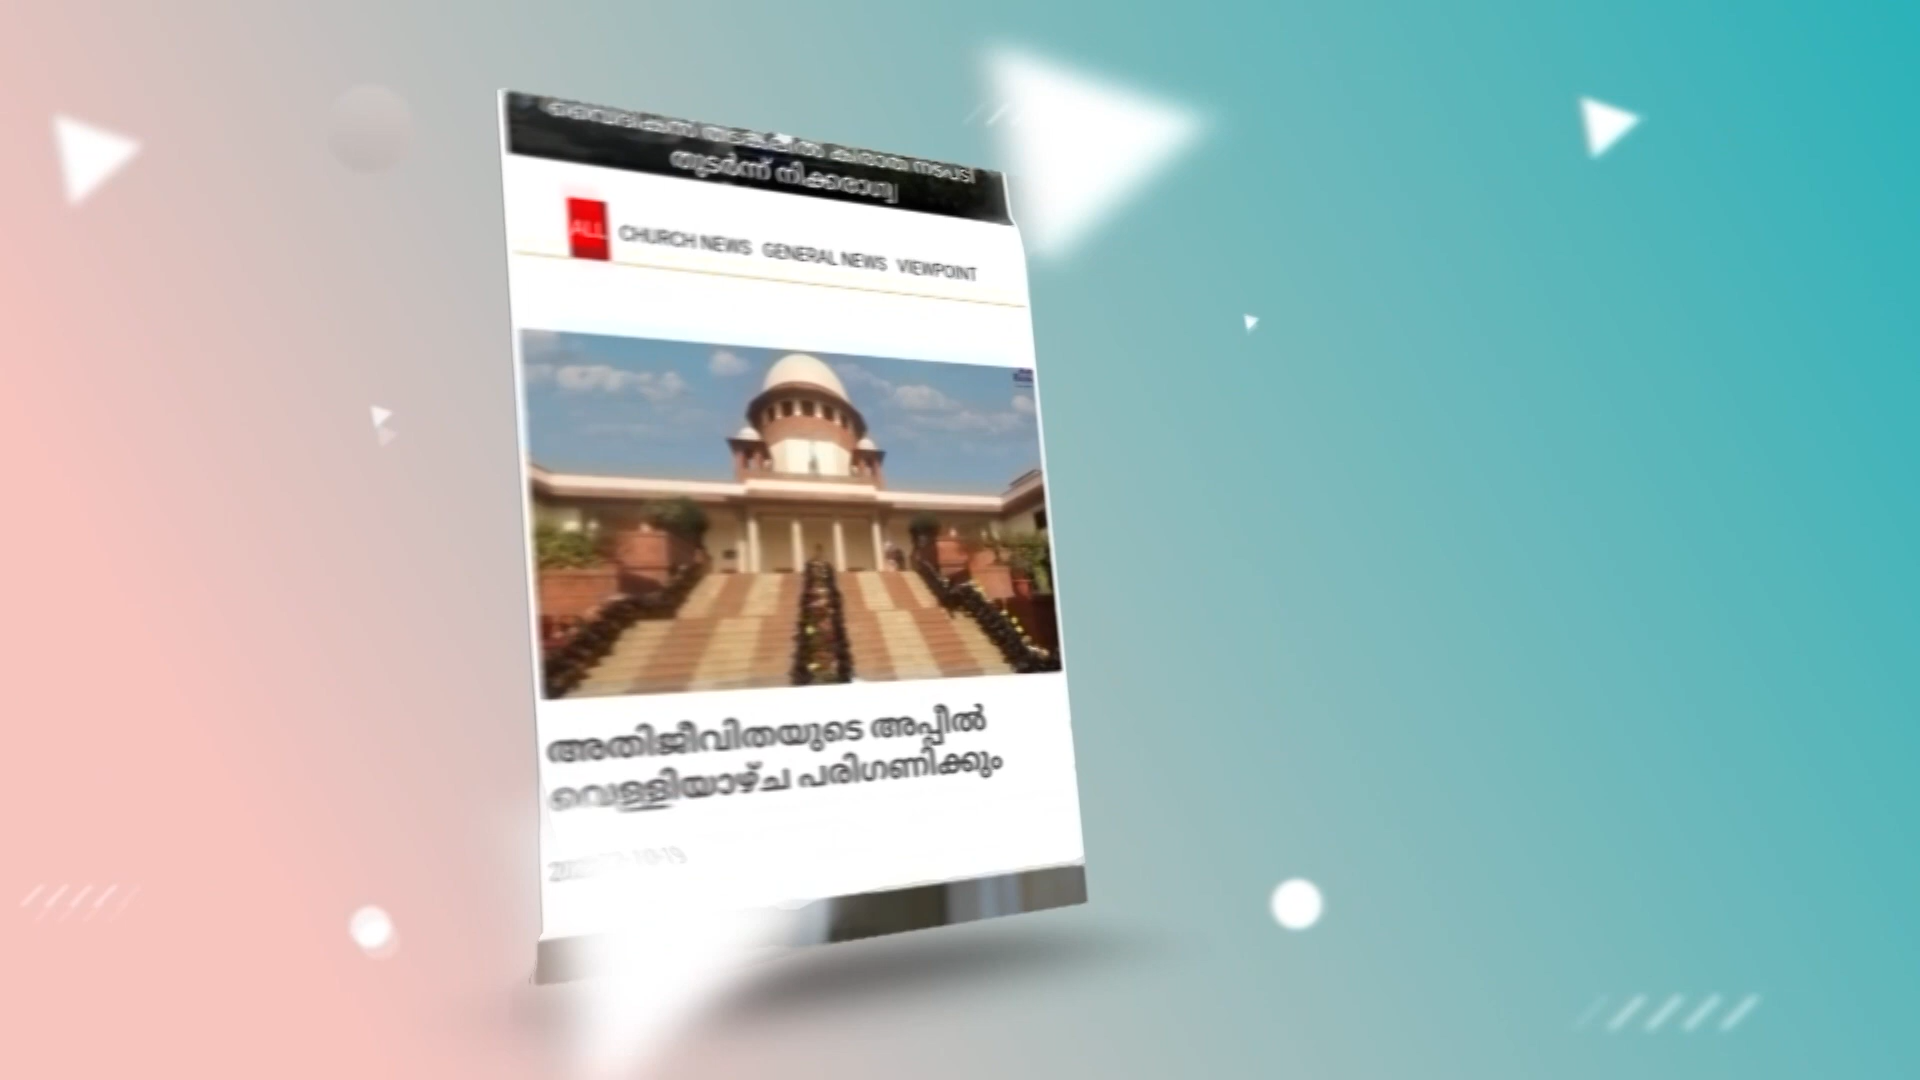 തുടർന്ന് നിക്കരാഗ്വ
ALL CHURCH NEWS GENERAL NEWS VIEWPOINT
അതിജീവിതയുടെ അപ്പീൽ
വെള്ളിയാഴ്ച പരിഗണിക്കും